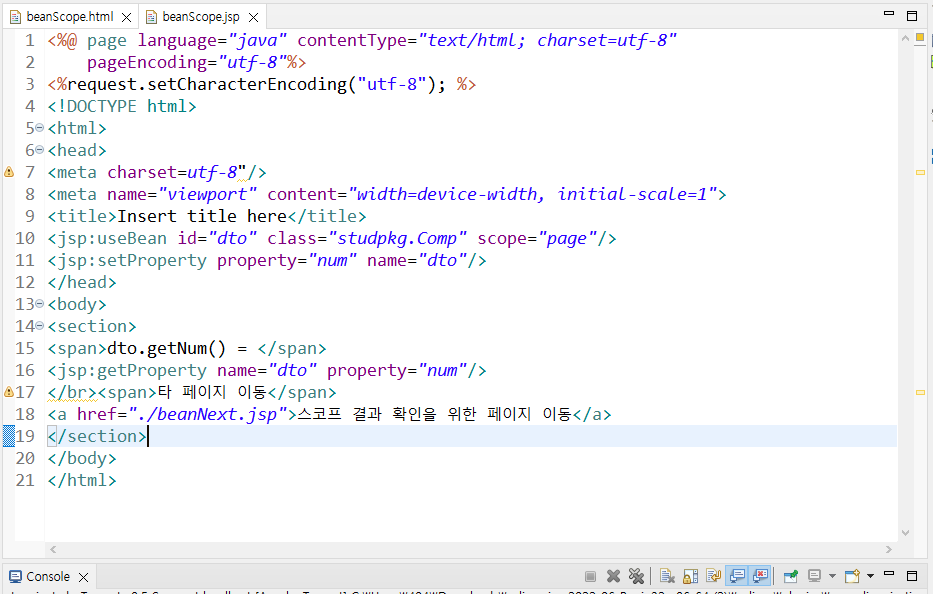 beanScope.html beanScope.jsp
1 <%@ page language="java" contentType="text/html; charset=utf-8"
2 pageEncoding="utf-8"%>
3 <%request.setCharacterEncoding("utf-8"); %>
4 <!DOCTYPE html>
5 <html>
6 <head>
7 <meta charset=utf-8"/>
8 <meta name="viewport" content="width=device-width, initial-scale=1">
9 <title>Insert title here</title>
10 <jsp:useBean id="dto" class="studpkg.Comp" scope="page"/>
11 <jsp:setProperty property="num" name="dto"/>
12 </head>
13 <body>
14 <section>
15 <span>dto.getNum() = </span>
16 <jsp:getProperty name="dto" property="num"/>
17 </br><span>타 페이지 이동</span>
18 <a href="./beanNext.jsp">스코프 결과 확인을 위한 페이지 이동</a>
19 </section>
20 </body>
21 </html>
Console